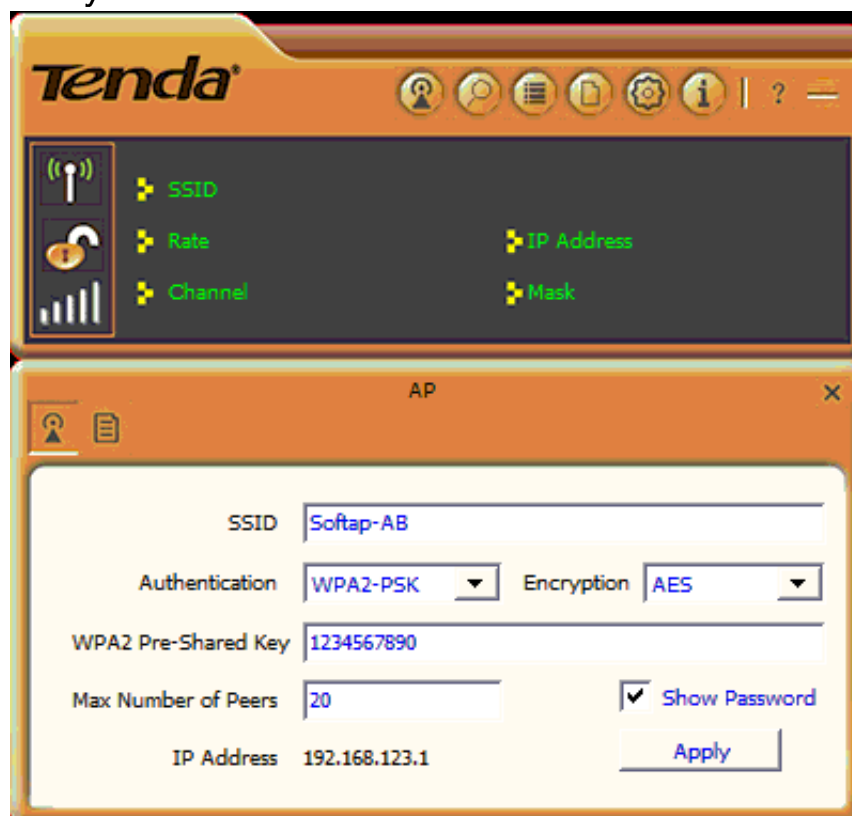 Tenda®
?
SSID
Rate
IP Address
Channel
Mask
AP
SSID Softap-AB
Authentication WPA2-PSK Encryption AES
WPA2 Pre-Shared Key 1234567890
Max Number of Peers 20 Show Password
IP Address 192.168.123.1 Apply